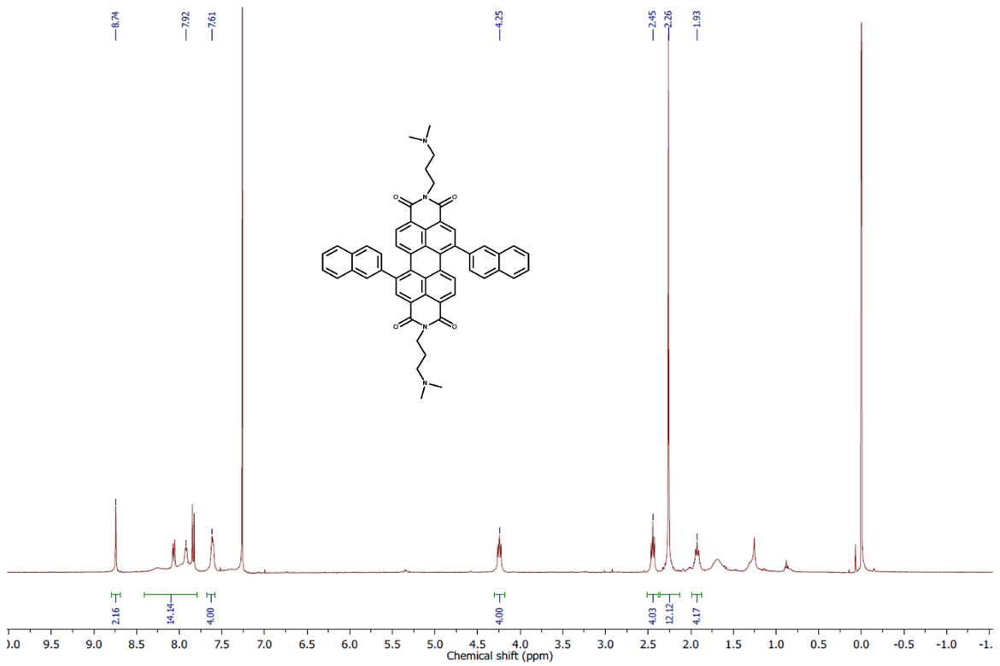 8.74 7.92 7.61 4.25 2.45 2.26 1.93
N
O N O
O N O
N
2.16 14.14 4.00 4.00 4.03 12.12 4.17
0.0 9.5 9.0 8.5 8.0 7.5 7.0 6.5 6.0 5.5 5.0 4.5 4.0 3.5 3.0 2.5 2.0 1.5 1.0 0.5 0.0 -0.5 -1.0 -1.
Chemical shift (ppm)